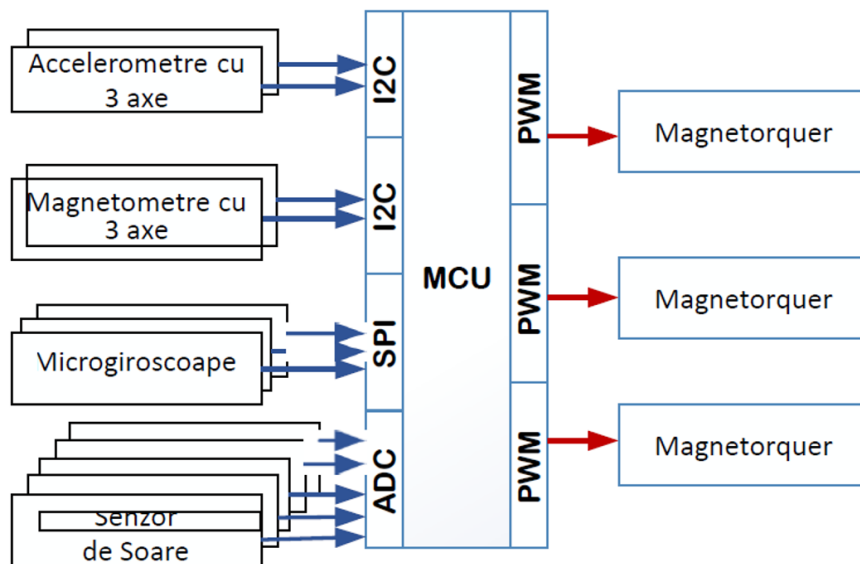 Accelerometre cu
3 axe
I2C
Magnetometre cu
3 axe
I2C
Microgiroscoape
SPI
Senzor
de Soare
ADC
MCU
PWM
Magnetorquer
PWM
Magnetorquer
PWM
Magnetorquer